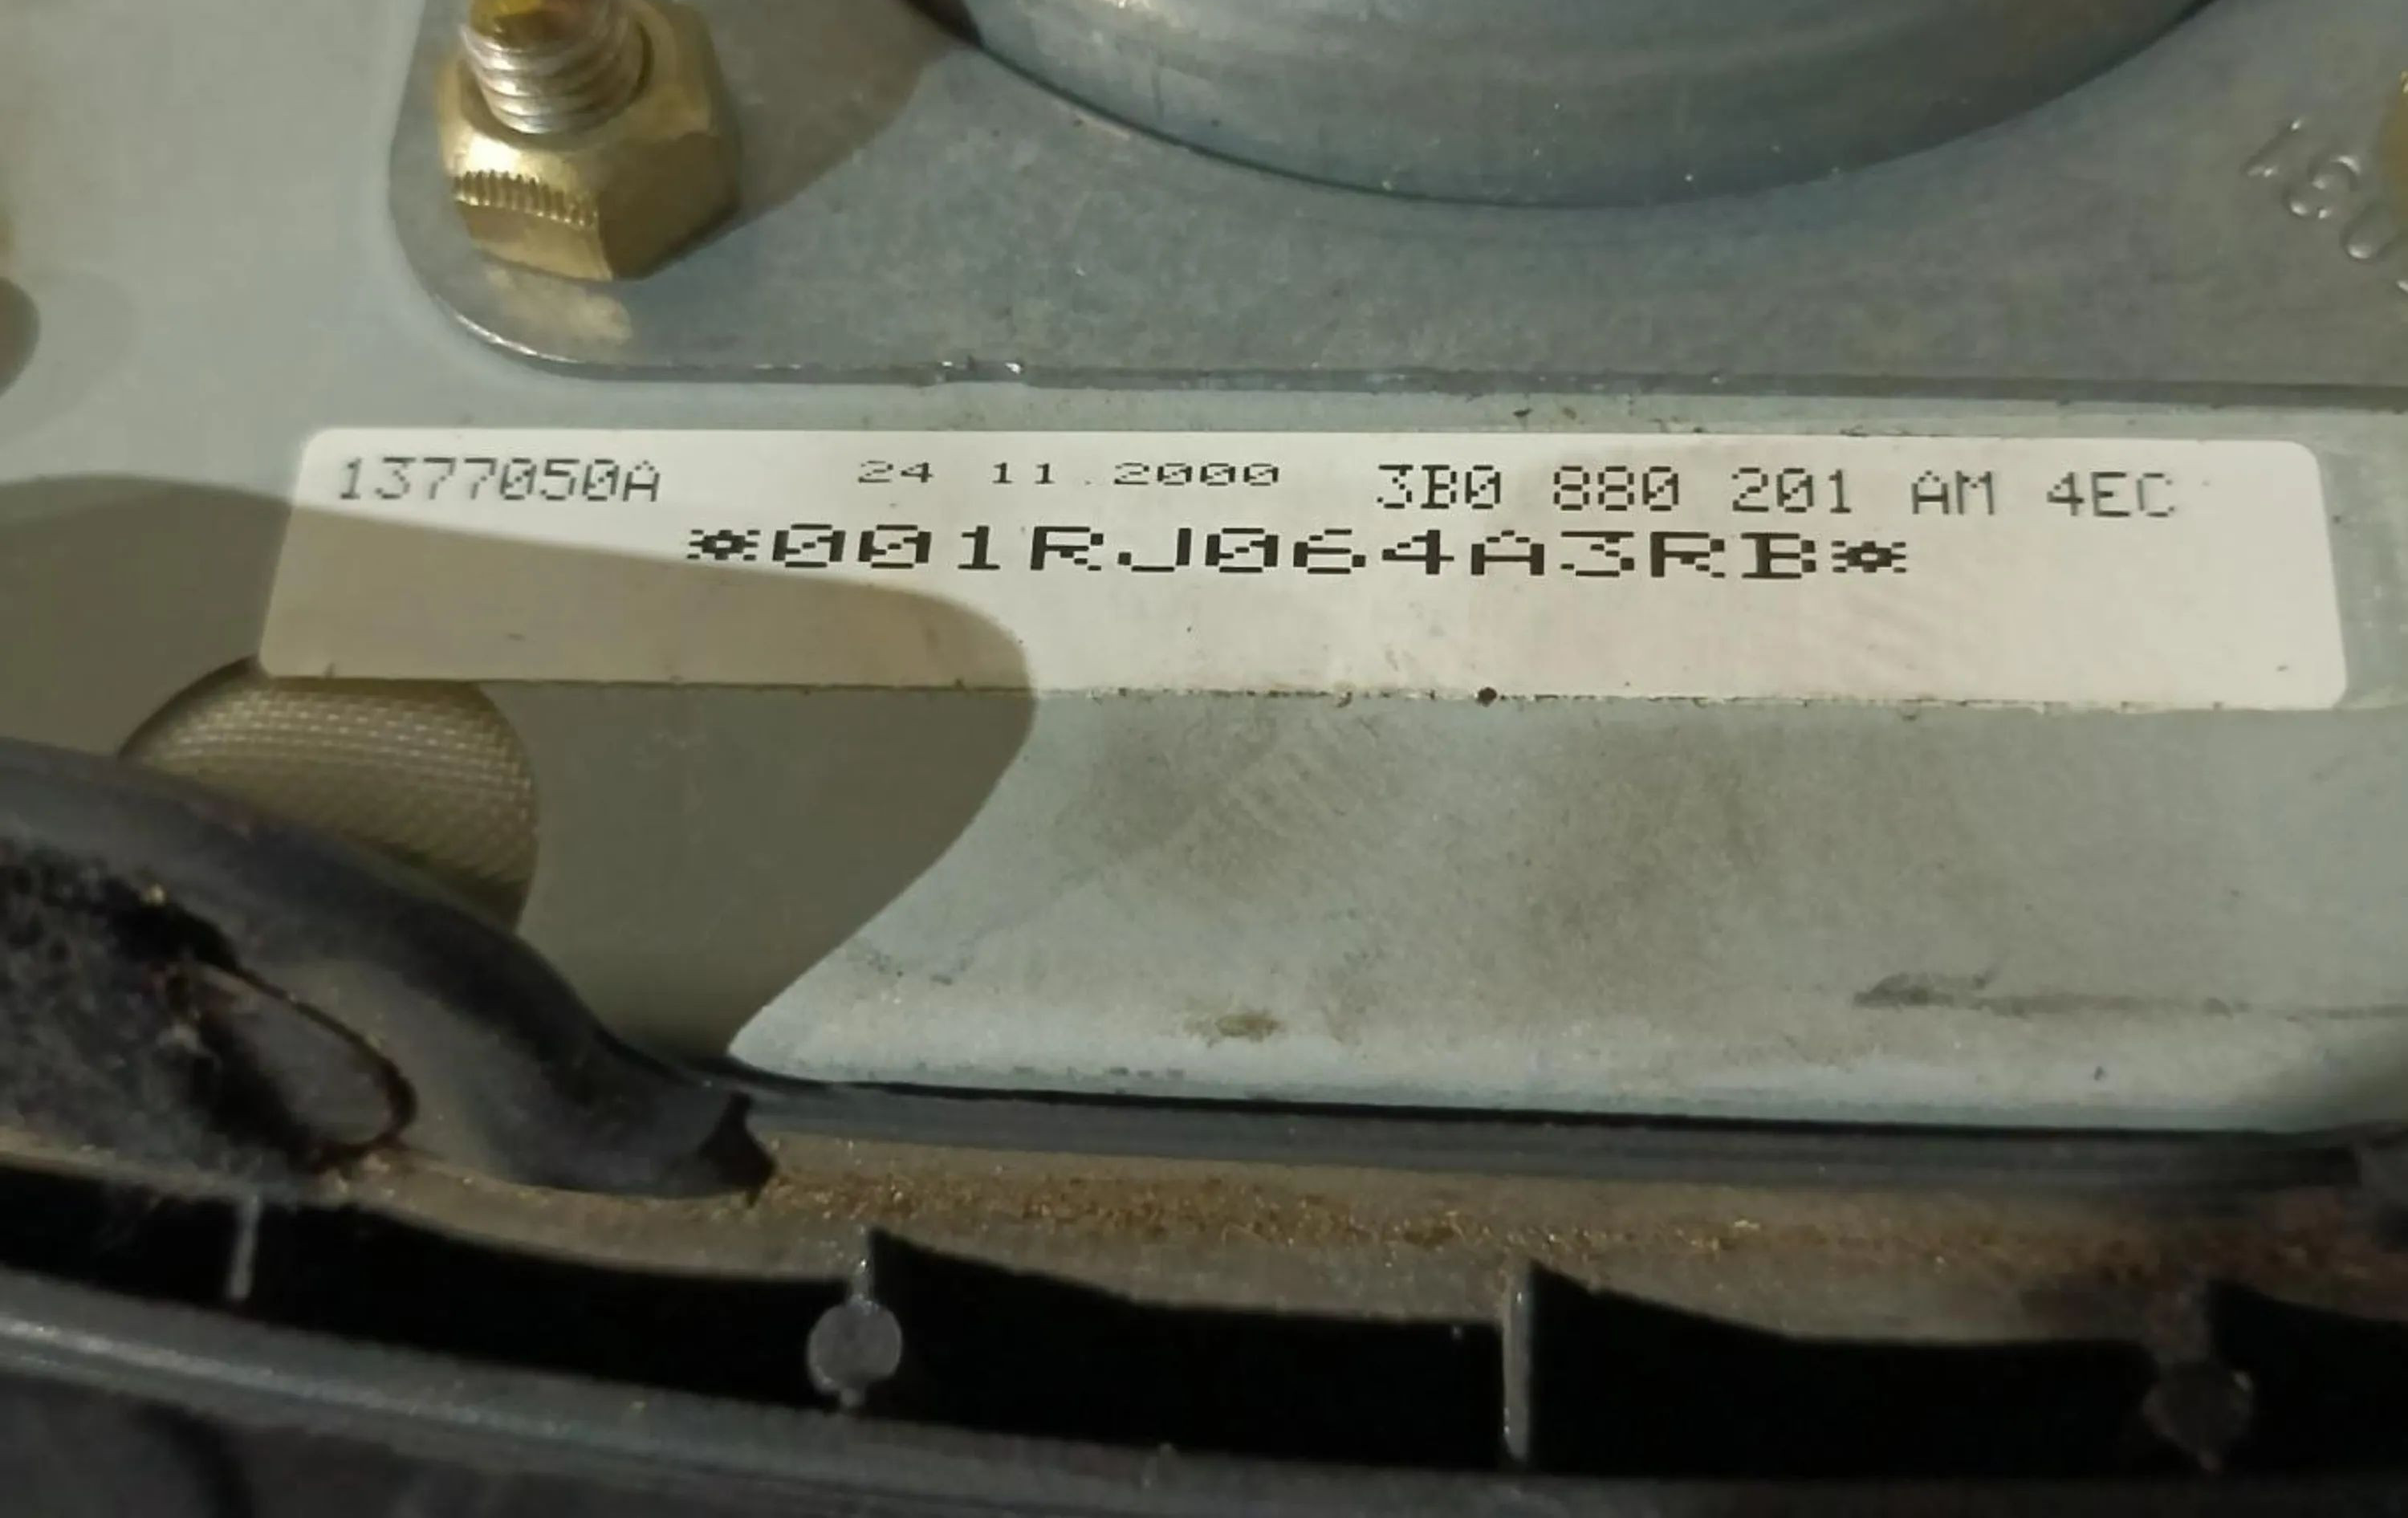 1377050A 24 11 2000 3B0 880 201 AM 4EC
*001RJ064A3RB*